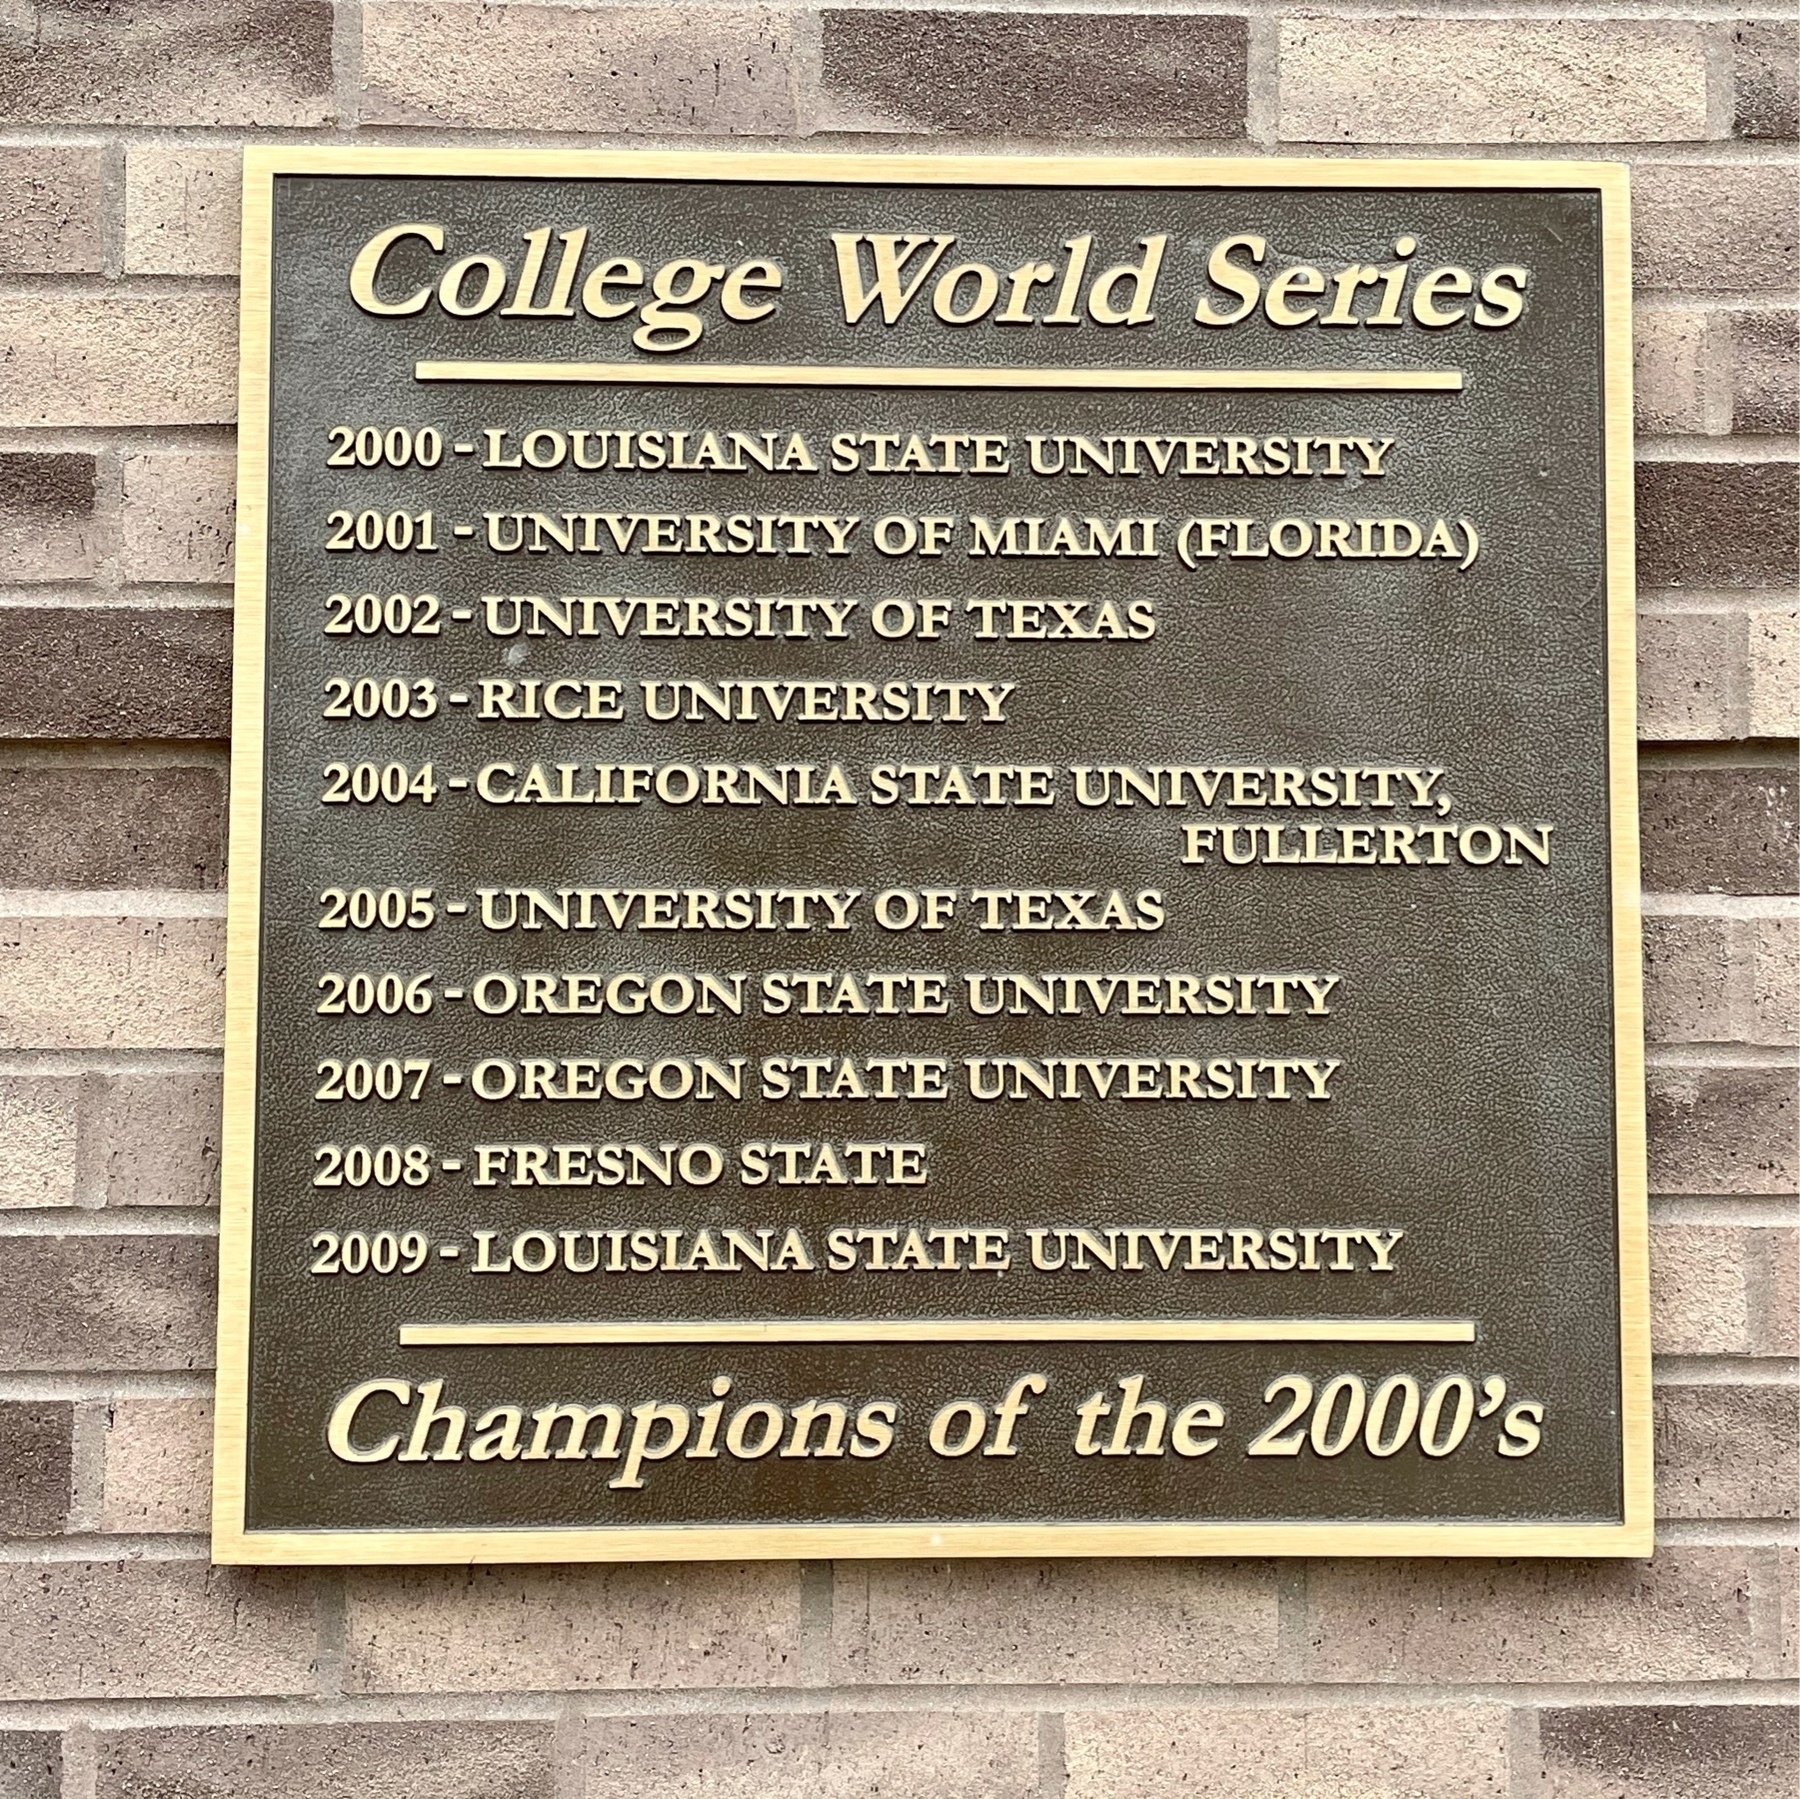 College World Series
2000 - LOUISIANA STATE UNIVERSITY
2001 - UNIVERSITY OF MIAMI (FLORIDA)
2002 - UNIVERSITY OF TEXAS
2003 - RICE UNIVERSITY
2004 - CALIFORNIA STATE UNIVERSITY,
FULLERTON
2005 - UNIVERSITY OF TEXAS
2006 - OREGON STATE UNIVERSITY
2007 - OREGON STATE UNIVERSITY
2008 - FRESNO STATE
2009 - LOUISIANA STATE UNIVERSITY
Champions of the 2000's